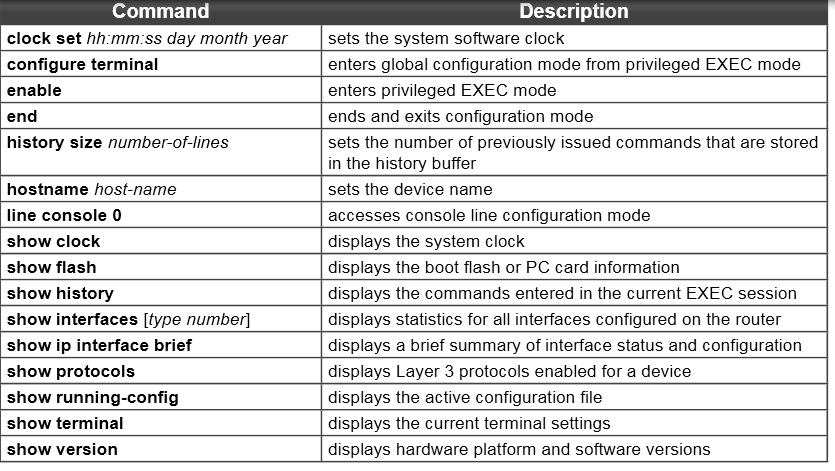 Command Description
clock set hh:mm:ss day month year sets the system software clock
configure terminal enters global configuration mode from privileged EXEC mode
enable enters privileged EXEC mode
end ends and exits configuration mode
history size number-of-lines sets the number of previously issued commands that are stored
in the history buffer
hostname host-name sets the device name
line console 0 accesses console line configuration mode
show clock displays the system clock
show flash displays the boot flash or PC card information
show history displays the commands entered in the current EXEC session
show interfaces [type number] displays statistics for all interfaces configured on the router
show ip interface brief displays a brief summary of interface status and configuration
show protocols displays Layer 3 protocols enabled for a device
show running-config displays the active configuration file
show terminal displays the current terminal settings
show version displays hardware platform and software versions